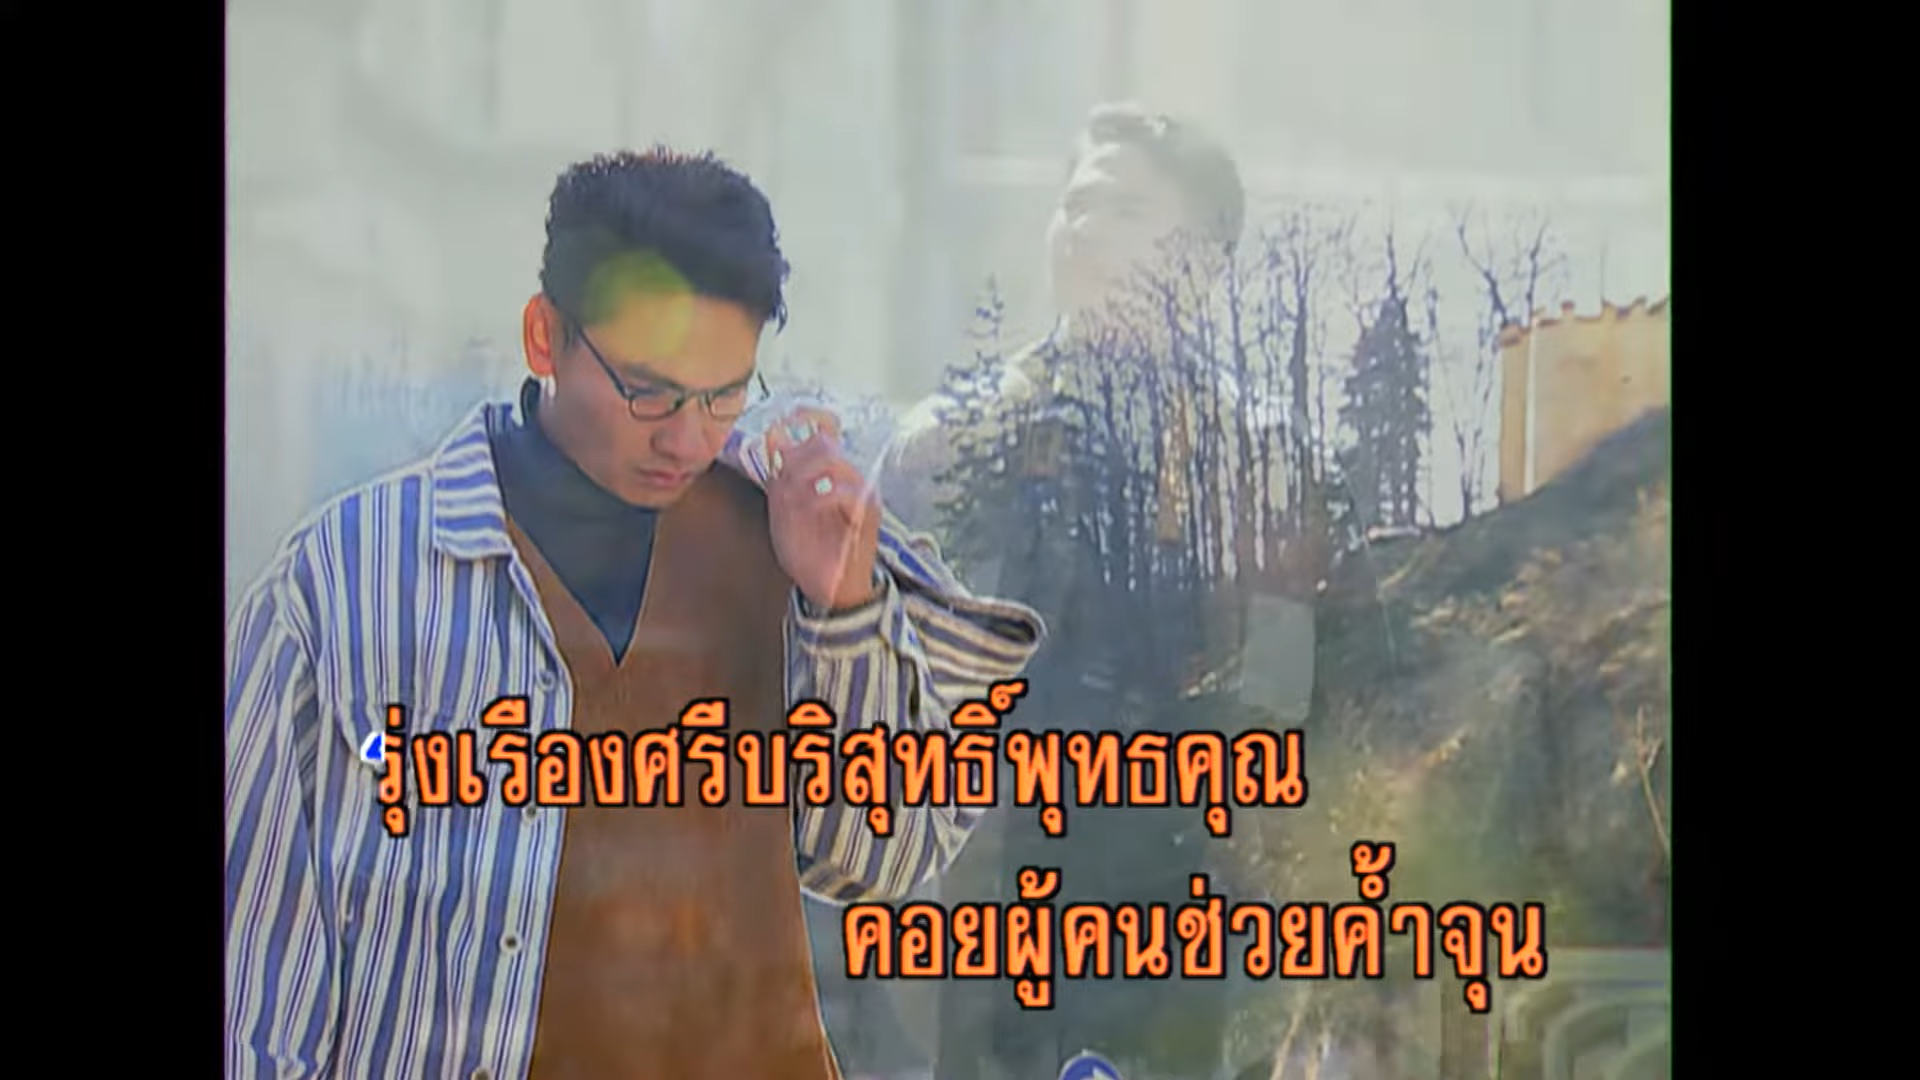 รุ่งเรืองศรีบริสุทธิ์พุทธคุณ
คอยผู้คนช่วยค้ำจุน